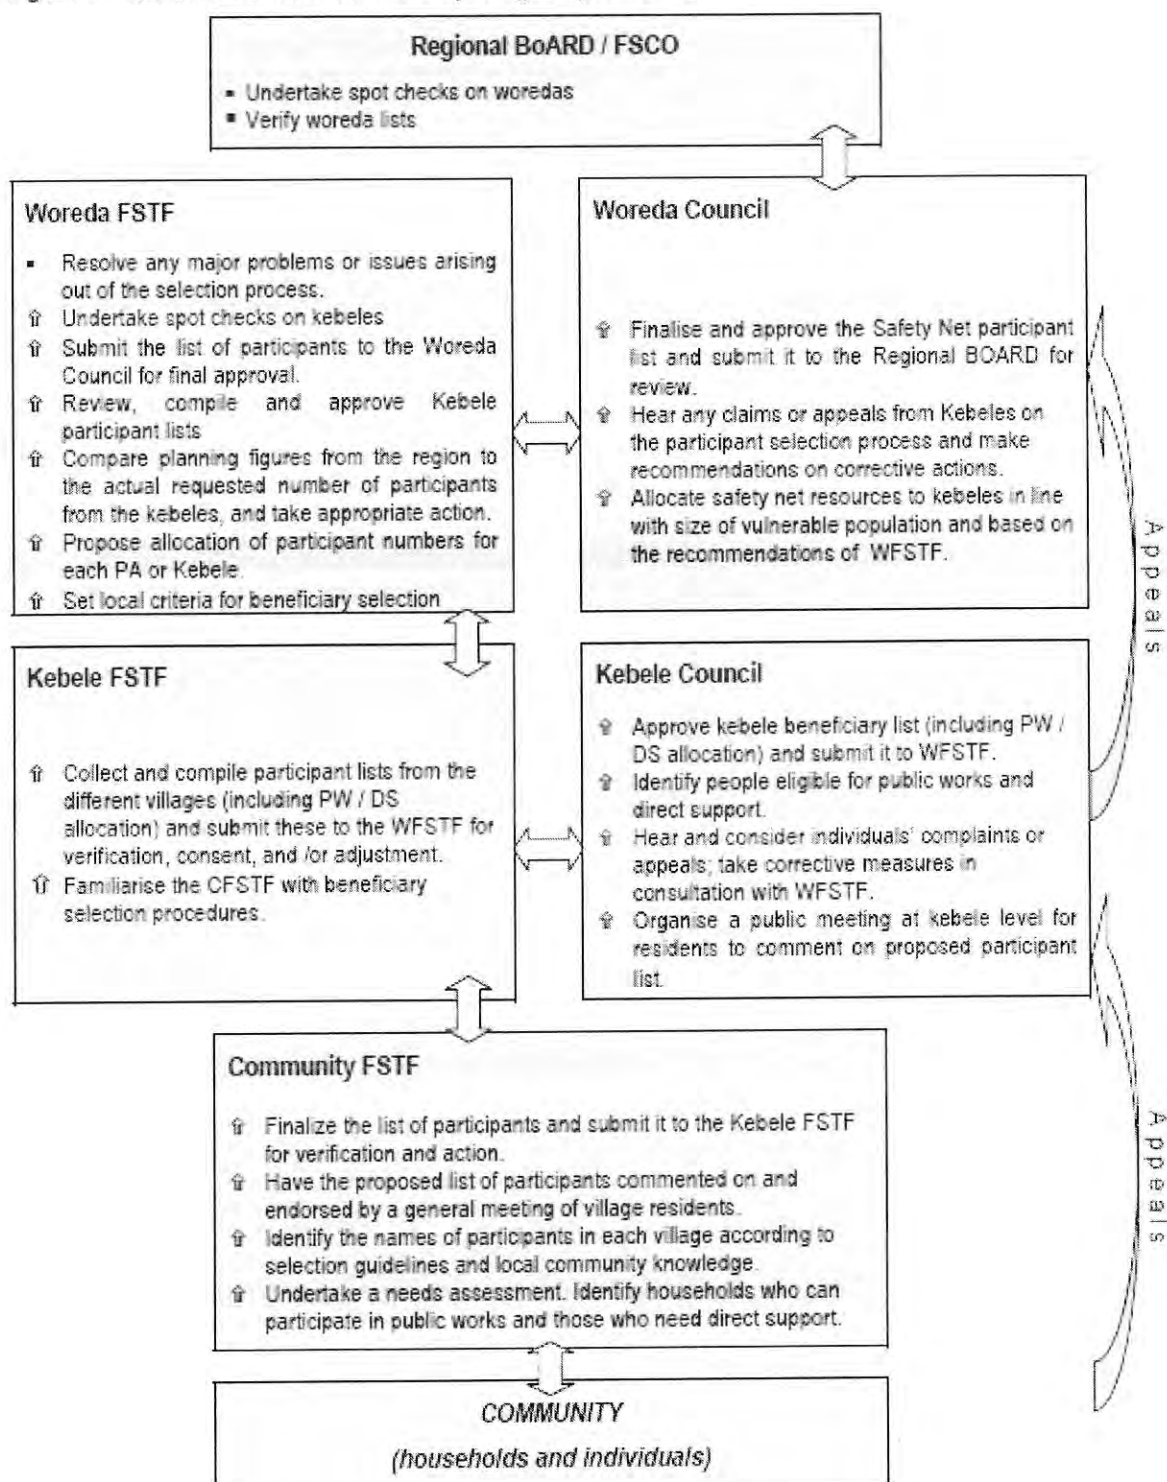 Regional BoARD / FSCO
▪ Undertake spot checks on woredas
▪ Verify woreda lists
Woreda FSTF
▪ Resolve any major problems or issues arising
out of the selection process.
⇧ Undertake spot checks on kebeles
⇧ Submit the list of participants to the Woreda
Council for final approval.
⇧ Review, compile and approve Kebele
participant lists
⇧ Compare planning figures from the region to
the actual requested number of participants
from the kebeles, and take appropriate action.
⇧ Propose allocation of participant numbers for
each PA or Kebele.
⇧ Set local criteria for beneficiary selection
Woreda Council
⇧ Finalise and approve the Safety Net participant
list and submit it to the Regional BOARD for
review.
⇧ Hear any claims or appeals from Kebeles on
the participant selection process and make
recommendations on corrective actions.
⇧ Allocate safety net resources to kebeles in line
with size of vulnerable population and based on
the recommendations of WFSTF.
Appeals
Kebele FSTF
⇧ Collect and compile participant lists from the
different villages (including PW / DS
allocation) and submit these to the WFSTF for
verification, consent, and /or adjustment.
⇧ Familiarise the CFSTF with beneficiary
selection procedures.
Kebele Council
⇧ Approve kebele beneficiary list (including PW /
DS allocation) and submit it to WFSTF.
⇧ Identify people eligible for public works and
direct support.
⇧ Hear and consider individuals' complaints or
appeals; take corrective measures in
consultation with WFSTF.
⇧ Organise a public meeting at kebele level for
residents to comment on proposed participant
list.
Community FSTF
⇧ Finalize the list of participants and submit it to the Kebele FSTF
for verification and action.
⇧ Have the proposed list of participants commented on and
endorsed by a general meeting of village residents.
⇧ Identify the names of participants in each village according to
selection guidelines and local community knowledge.
⇧ Undertake a needs assessment. Identify households who can
participate in public works and those who need direct support.
Appeals
COMMUNITY
(households and individuals)